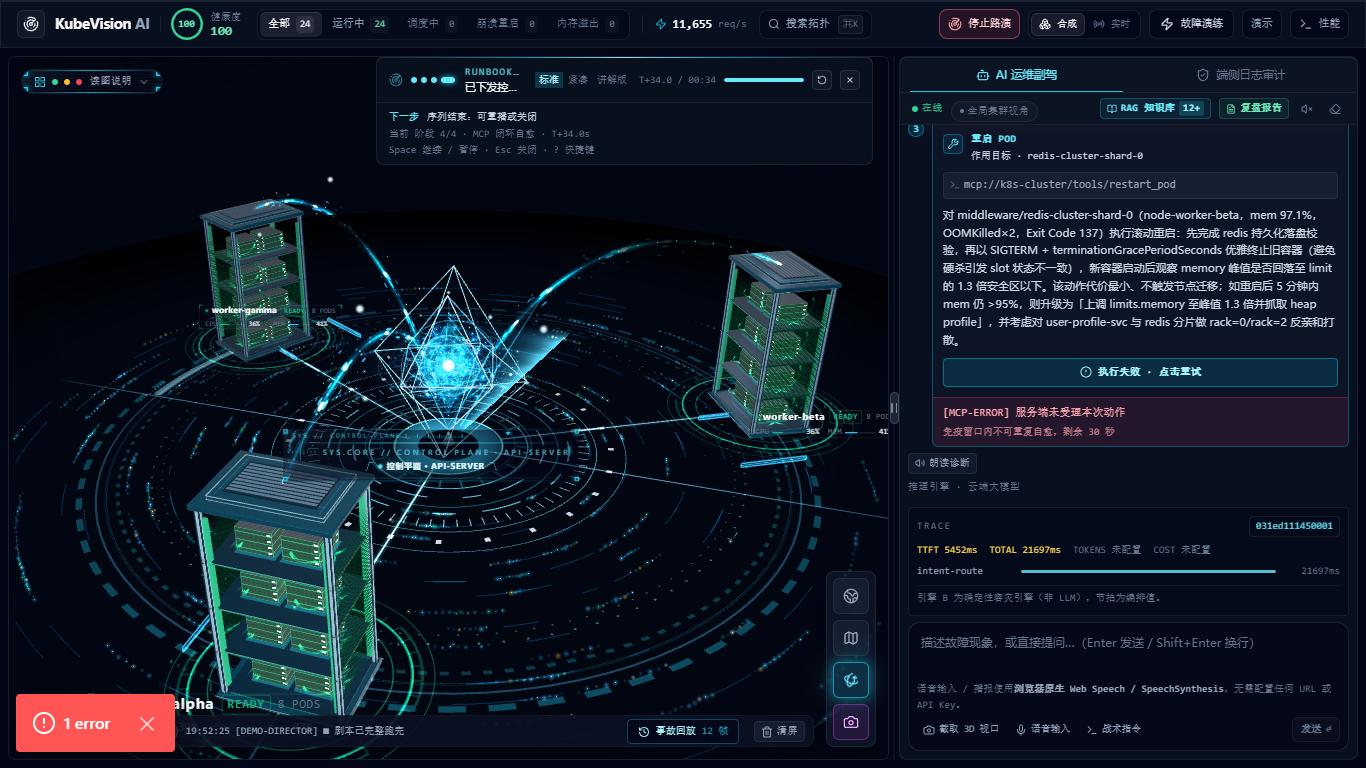 KubeVision AI
100
健康度
100
全部 24
运行中 24
调度中 0
崩溃重启 0
内存溢出 0
11,655 req/s
搜索拓扑 ⌘K
停止路演
合成
实时
故障演练
演示
>_ 性能
读图说明
RUNBOOK…
已下发控…
标准
紧凑
讲解版
T+34.0 / 00:34
下一步 序列结束：可重播或关闭
当前 阶段 4/4 · MCP 闭环自愈 · T+34.0s
Space 继续 / 暂停 · Esc 关闭 · ? 快捷键
worker-gamma READY 8 PODS
CPU 36% 41%
worker-beta READY 8 POD
CPU 36% MEM 41
SYS // CONTROL-PLANE
SYS.CORE // CONTROL PLANE · API-SERVER
控制平面 · API-SERVER
alpha READY 8 PODS
1 error
19:52:25 [DEMO-DIRECTOR] ■ 剧本已完整跑完
事故回放 12 帧
清屏
AI 运维副驾
端侧日志审计
在线
全局集群视角
RAG 知识库 12+
复盘报告
3
重启 POD
作用目标 · redis-cluster-shard-0
>_ mcp://k8s-cluster/tools/restart_pod
对 middleware/redis-cluster-shard-0（node-worker-beta，mem 97.1%，
OOMKilled×2，Exit Code 137）执行滚动重启：先完成 redis 持久化落盘校
验，再以 SIGTERM + terminationGracePeriodSeconds 优雅终止旧容器（避免
硬杀引发 slot 状态不一致），新容器启动后观察 memory 峰值是否回落至 limit
的 1.3 倍安全区以下。该动作代价最小、不触发节点迁移；如重启后 5 分钟内
mem 仍 >95%，则升级为「上调 limits.memory 至峰值 1.3 倍并抓取 heap
profile」，并考虑对 user-profile-svc 与 redis 分片做 rack=0/rack=2 反亲和打
散。
执行失败 · 点击重试
[MCP-ERROR] 服务端未受理本次动作
免疫窗口内不可重复自愈，剩余 30 秒
朗读诊断
推理引擎 · 云端大模型
TRACE
031ed111450001
TTFT 5452ms TOTAL 21697ms TOKENS 未配置 COST 未配置
intent-route 21697ms
引擎 B 为确定性容灾引擎（非 LLM），节拍为编排值。
描述故障现象，或直接提问…（Enter 发送 / Shift+Enter 换行）
语音输入 / 播报使用浏览器原生 Web Speech / SpeechSynthesis，无需配置任何 URL 或
API Key.
截取 3D 视口
语音输入
>_ 战术指令
发送